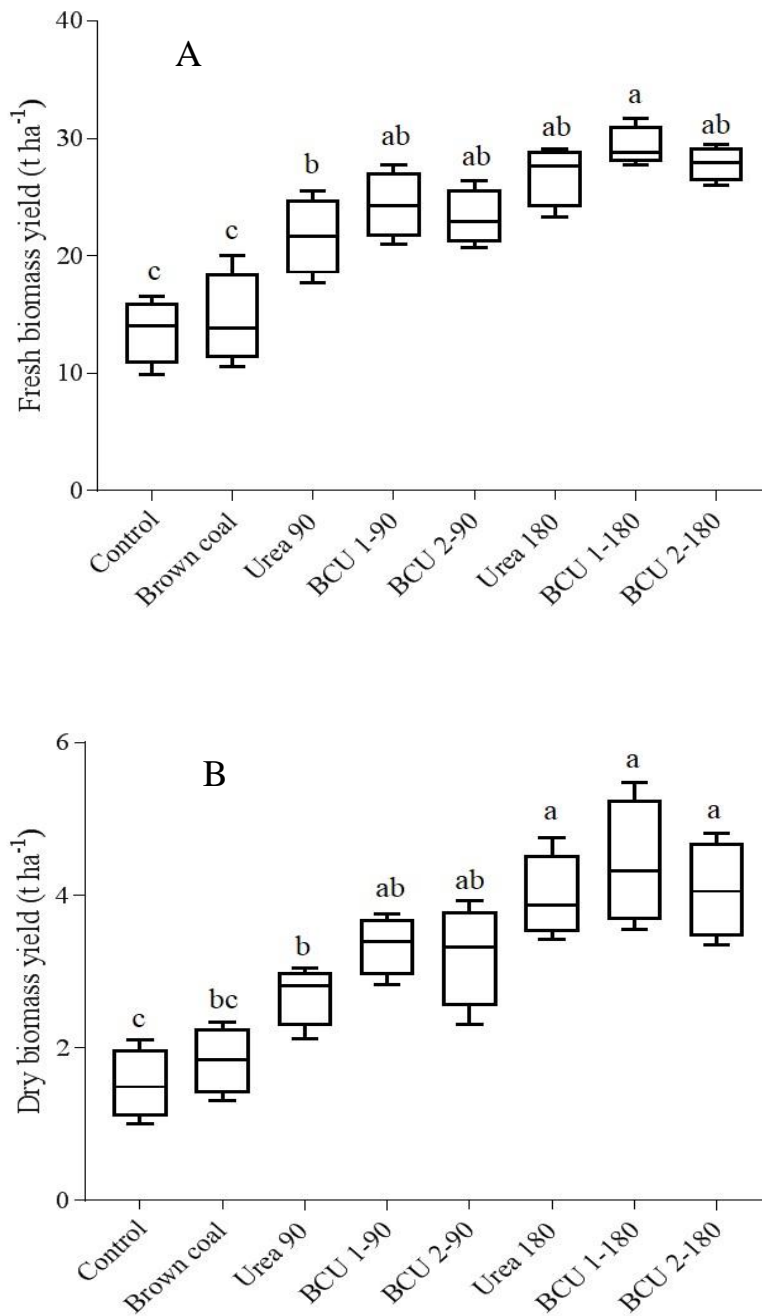 A
Fresh biomass yield (t ha⁻¹)
40
30
20
10
0
c
c
b
ab
ab
ab
a
ab
Control
Brown coal
Urea 90
BCU 1-90
BCU 2-90
Urea 180
BCU 1-180
BCU 2-180
B
Dry biomass yield (t ha⁻¹)
6
4
2
0
c
bc
b
ab
ab
a
a
a
Control
Brown coal
Urea 90
BCU 1-90
BCU 2-90
Urea 180
BCU 1-180
BCU 2-180